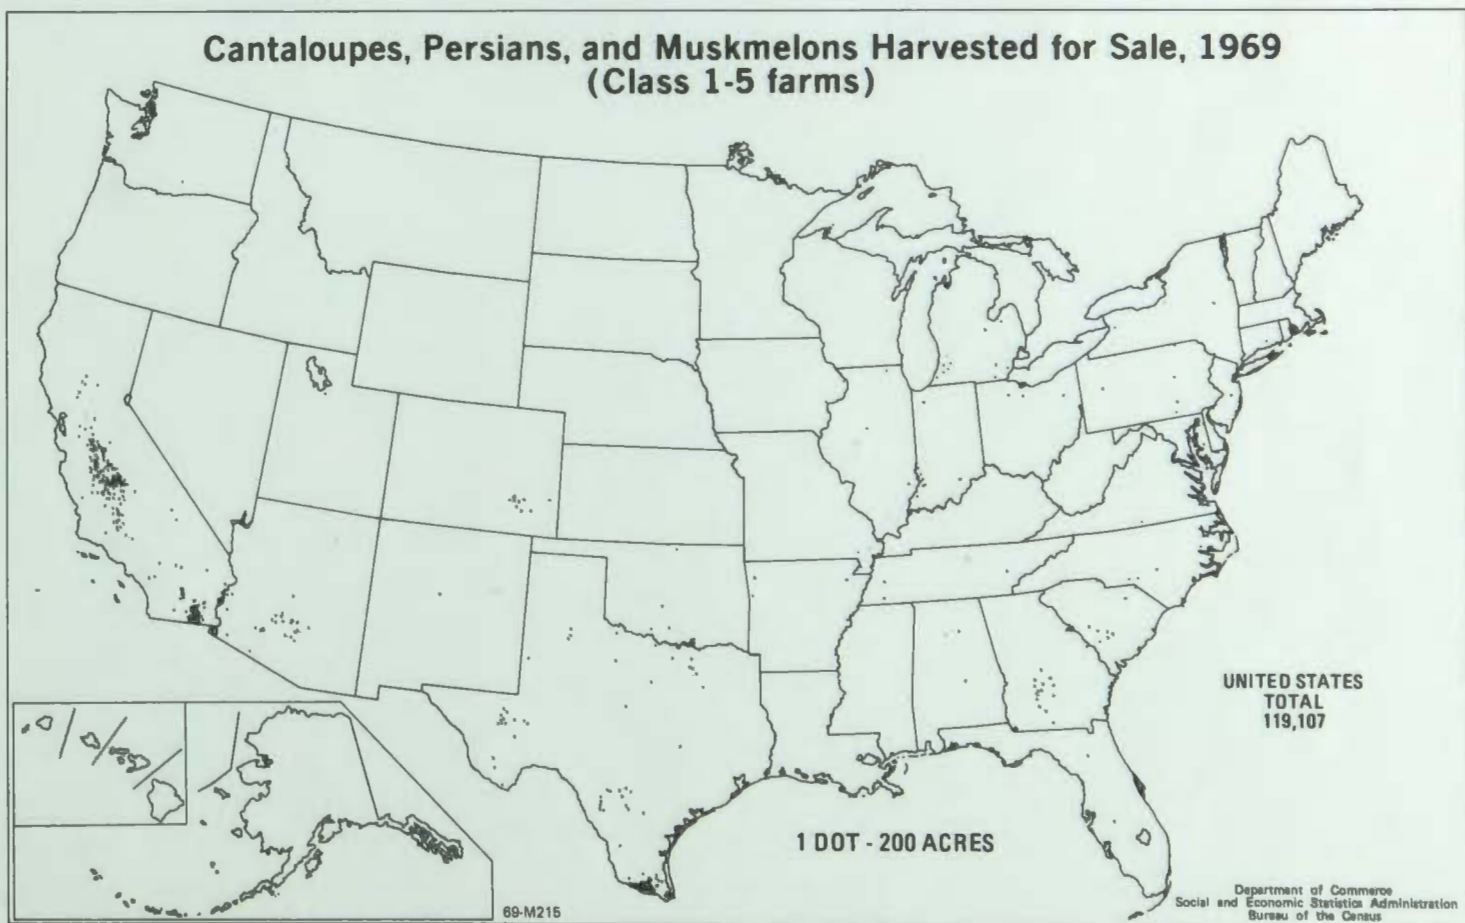 Cantaloupes, Persians, and Muskmelons Harvested for Sale, 1969
(Class 1-5 farms)
UNITED STATES
TOTAL
119,107
1 DOT - 200 ACRES
69-M215
Department of Commerce
Social and Economic Statistics Administration
Bureau of the Census